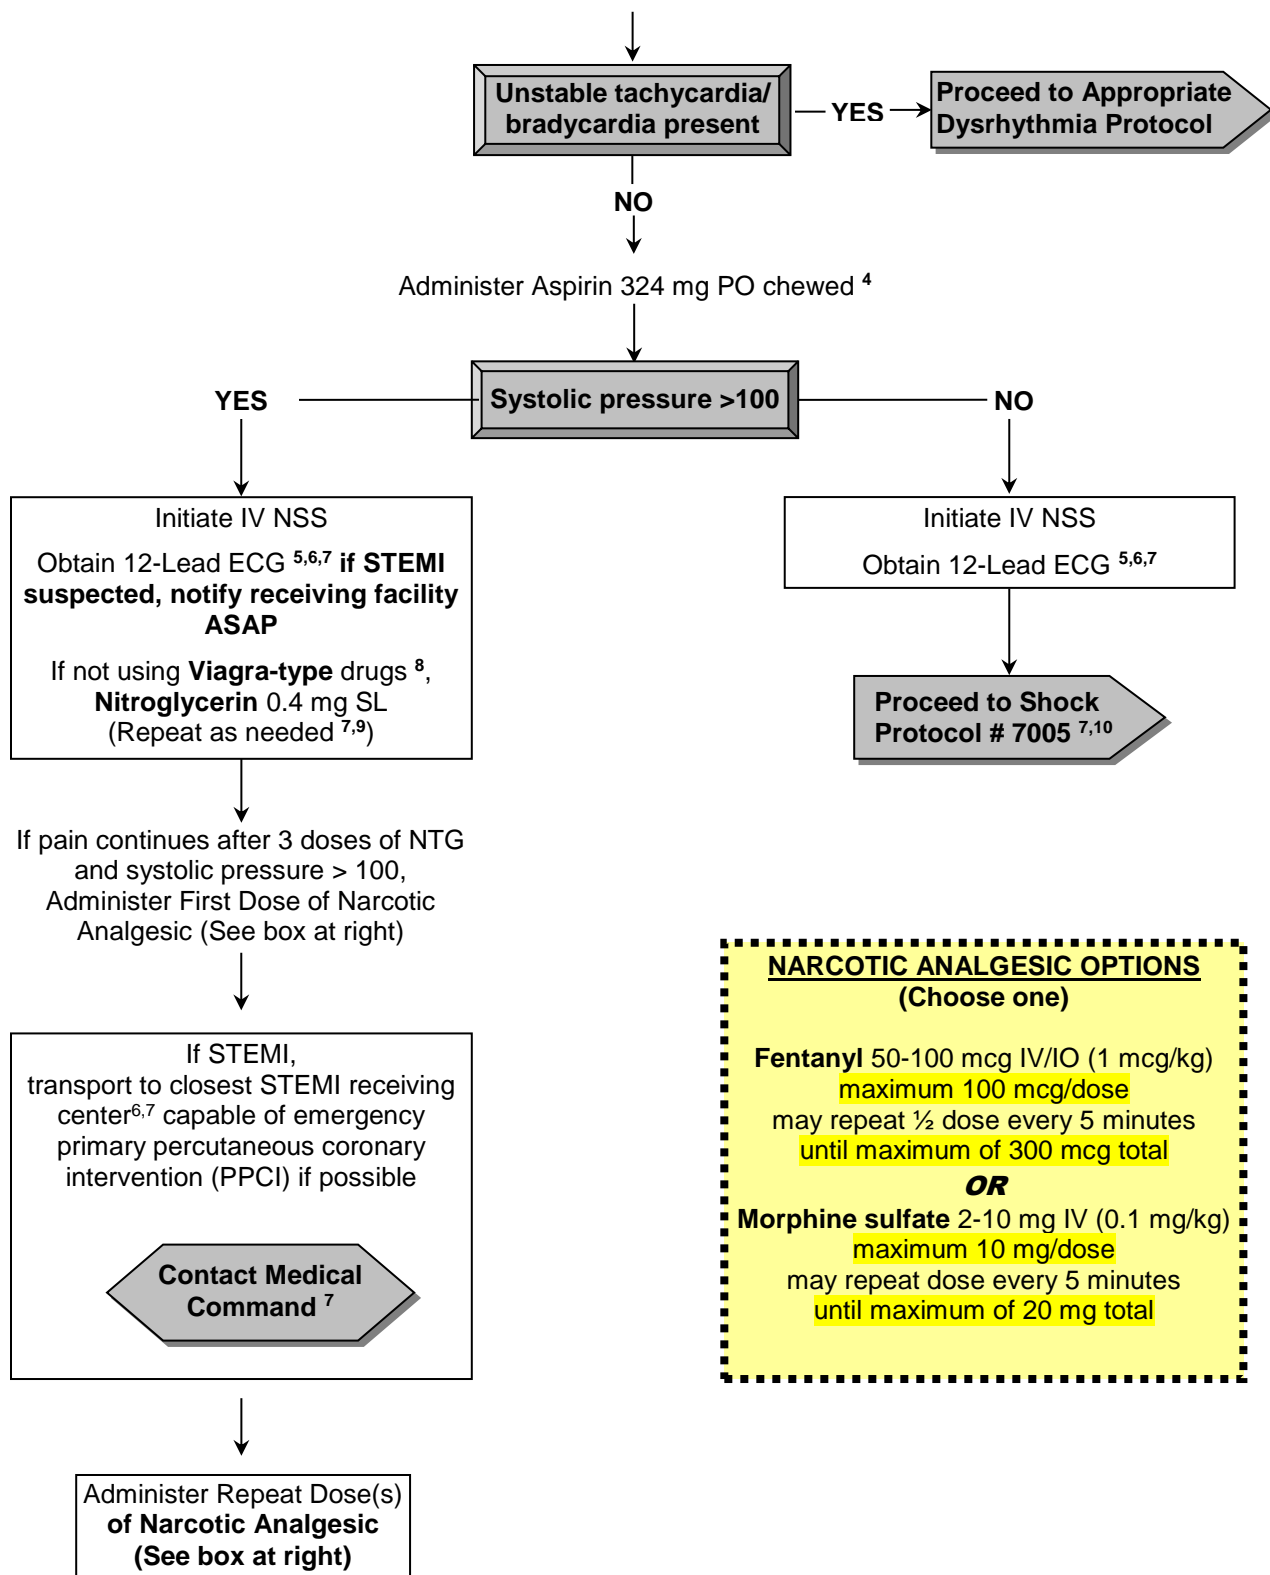 Unstable tachycardia/
bradycardia present
YES
Proceed to Appropriate
Dysrhythmia Protocol
NO
Administer Aspirin 324 mg PO chewed 4
Systolic pressure >100
YES
NO
Initiate IV NSS
Obtain 12-Lead ECG 5,6,7 if STEMI
suspected, notify receiving facility
ASAP
If not using Viagra-type drugs 8,
Nitroglycerin 0.4 mg SL
(Repeat as needed 7,9)
Initiate IV NSS
Obtain 12-Lead ECG 5,6,7
Proceed to Shock
Protocol # 7005 7,10
If pain continues after 3 doses of NTG
and systolic pressure > 100,
Administer First Dose of Narcotic
Analgesic (See box at right)
If STEMI,
transport to closest STEMI receiving
center6,7 capable of emergency
primary percutaneous coronary
intervention (PPCI) if possible
Contact Medical
Command 7
Administer Repeat Dose(s)
of Narcotic Analgesic
(See box at right)
NARCOTIC ANALGESIC OPTIONS
(Choose one)
Fentanyl 50-100 mcg IV/IO (1 mcg/kg)
maximum 100 mcg/dose
may repeat ½ dose every 5 minutes
until maximum of 300 mcg total
OR
Morphine sulfate 2-10 mg IV (0.1 mg/kg)
maximum 10 mg/dose
may repeat dose every 5 minutes
until maximum of 20 mg total